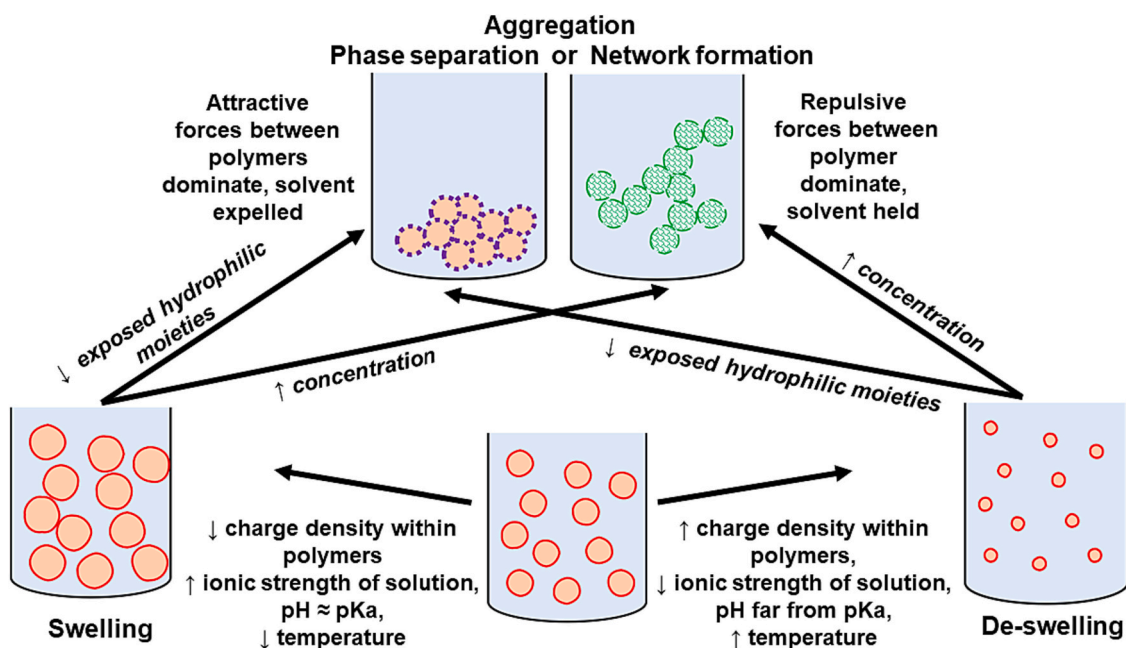 Aggregation
Phase separation or Network formation
Attractive
forces between
polymers
dominate, solvent
expelled
Repulsive
forces between
polymer
dominate,
solvent held
↓ exposed hydrophilic
moieties
↑ concentration
↓ exposed hydrophilic moieties
↑ concentration
↓ charge density within
polymers
↑ ionic strength of solution,
pH ≈ pKa,
↓ temperature
↑ charge density within
polymers,
↓ ionic strength of solution,
pH far from pKa,
↑ temperature
Swelling
De-swelling